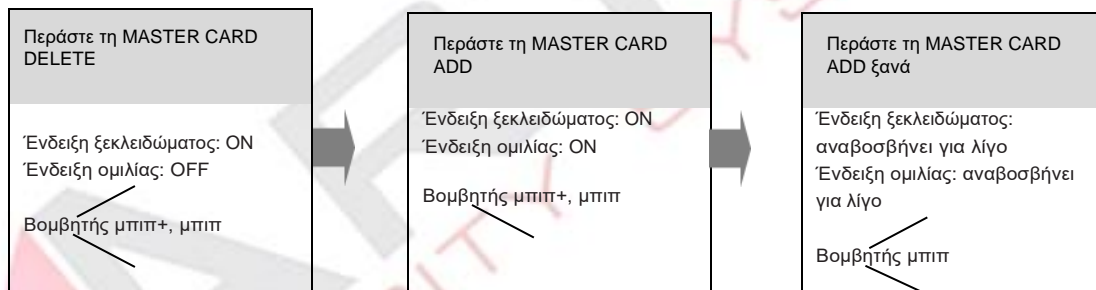 Περάστε τη MASTER CARD
DELETE
Ένδειξη ξεκλειδώματος: ON
Ένδειξη ομιλίας: OFF
Βομβητής μπιπ+, μπιπ
Περάστε τη MASTER CARD
ADD
Ένδειξη ξεκλειδώματος: ON
Ένδειξη ομιλίας: ON
Βομβητής μπιπ+, μπιπ
Περάστε τη MASTER CARD
ADD ξανά
Ένδειξη ξεκλειδώματος:
αναβοσβήνει για λίγο
Ένδειξη ομιλίας: αναβοσβήνει
για λίγο
Βομβητής μπιπ